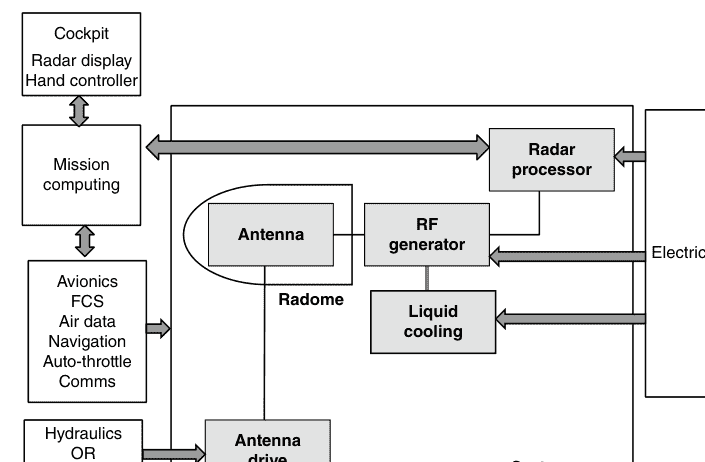 Cockpit
Radar display
Hand controller
Mission
computing
Radar
processor
Antenna
RF
generator
Radome
Liquid
cooling
Avionics
FCS
Air data
Navigation
Auto-throttle
Comms
Hydraulics
OR
Antenna
drive